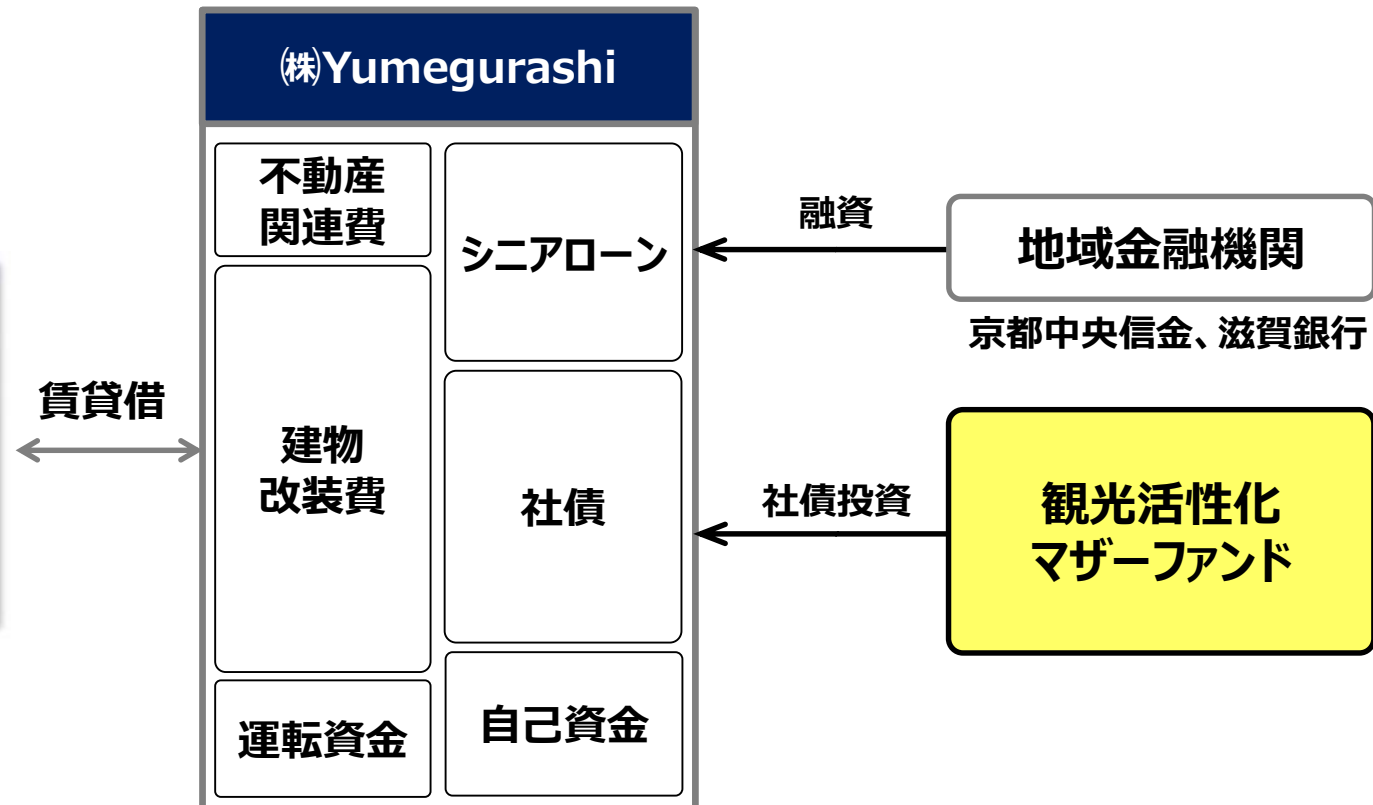 ㈱Yumegurashi
不動産
関連費
建物
改装費
運転資金
シニアローン
社債
自己資金
賃貸借
融資
地域金融機関
京都中央信金、滋賀銀行
社債投資
観光活性化
マザーファンド